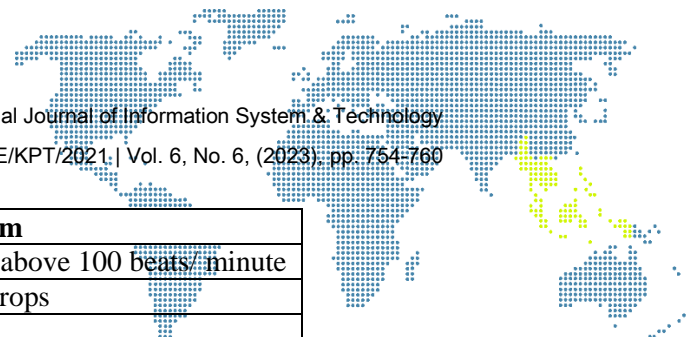 al Journal of Information System & Technology
E/KPT/2021 | Vol. 6, No. 6, (2023), pp. 754-760
m
above 100 beats/ minute
rops